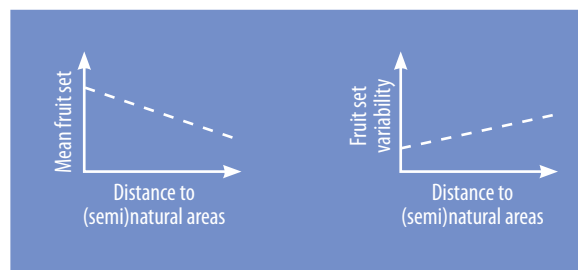 Mean fruit set
Distance to
(semi)natural areas
Fruit set
variability
Distance to
(semi)natural areas